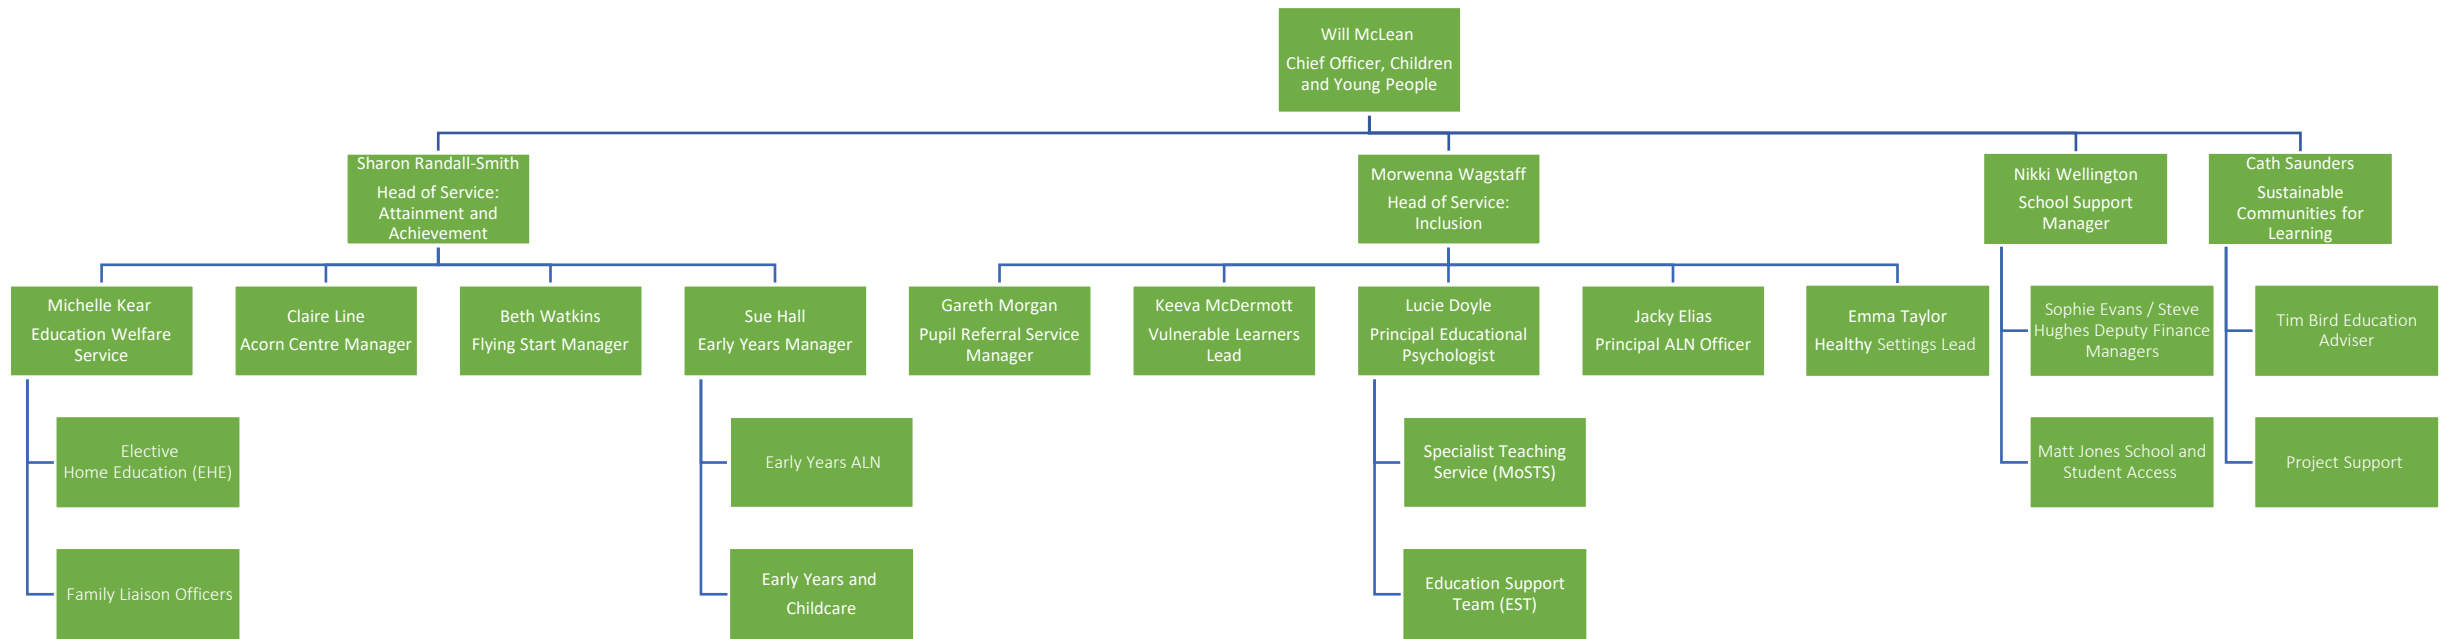 Will McLean
Chief Officer, Children
and Young People
Sharon Randall-Smith
Head of Service:
Attainment and
Achievement
Morwenna Wagstaff
Head of Service:
Inclusion
Nikki Wellington
School Support
Manager
Cath Saunders
Sustainable
Communities for
Learning
Michelle Kear
Education Welfare
Service
Claire Line
Acorn Centre Manager
Beth Watkins
Flying Start Manager
Sue Hall
Early Years Manager
Gareth Morgan
Pupil Referral Service
Manager
Keeva McDermott
Vulnerable Learners
Lead
Lucie Doyle
Principal Educational
Psychologist
Jacky Elias
Principal ALN Officer
Emma Taylor
Healthy Settings Lead
Sophie Evans / Steve
Hughes Deputy Finance
Managers
Tim Bird Education
Adviser
Elective
Home Education (EHE)
Early Years ALN
Specialist Teaching
Service (MoSTS)
Matt Jones School and
Student Access
Project Support
Family Liaison Officers
Early Years and
Childcare
Education Support
Team (EST)